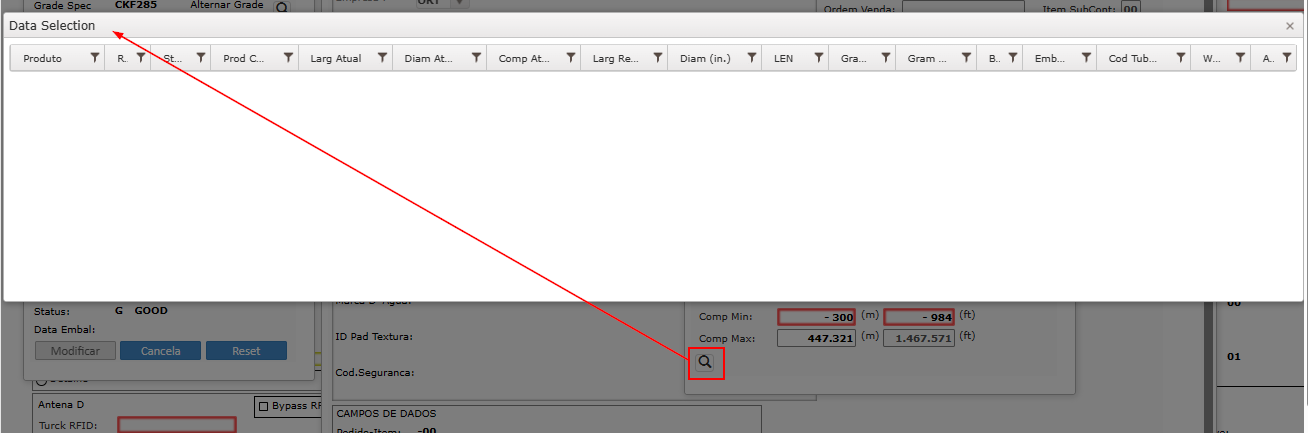 Grade Spec CKF285 Alternar Grade
ORT
Ordem Venda: Item SubCont: 00
Data Selection ×
Produto R.. St... Prod C... Larg Atual Diam At... Comp At... Larg Re... Diam (in.) LEN Gra... Gram ... B.. Emb... Cod Tub... W... A..
Status: G GOOD
Data Embal:
Modificar Cancela Reset
Antena D Bypass RF
Turck RFID:
ID Pad Textura:
Cod.Seguranca:
CAMPOS DE DADOS
Pedido-Item: -00
Comp Min: - 300 (m) - 984 (ft)
Comp Max: 447.321 (m) 1.467.571 (ft)
00
01